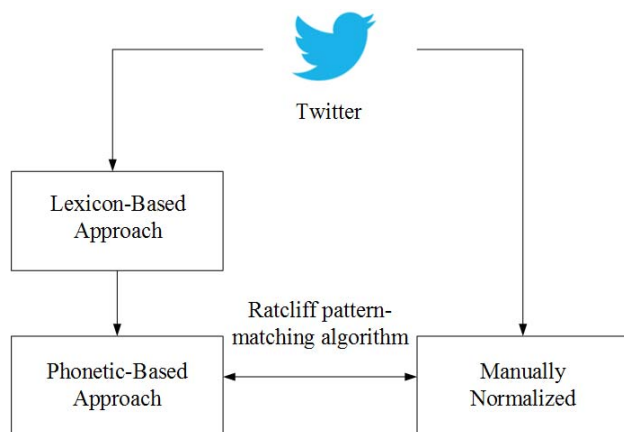 Twitter
Lexicon-Based
Approach
Ratcliff pattern-
matching algorithm
Phonetic-Based
Approach
Manually
Normalized